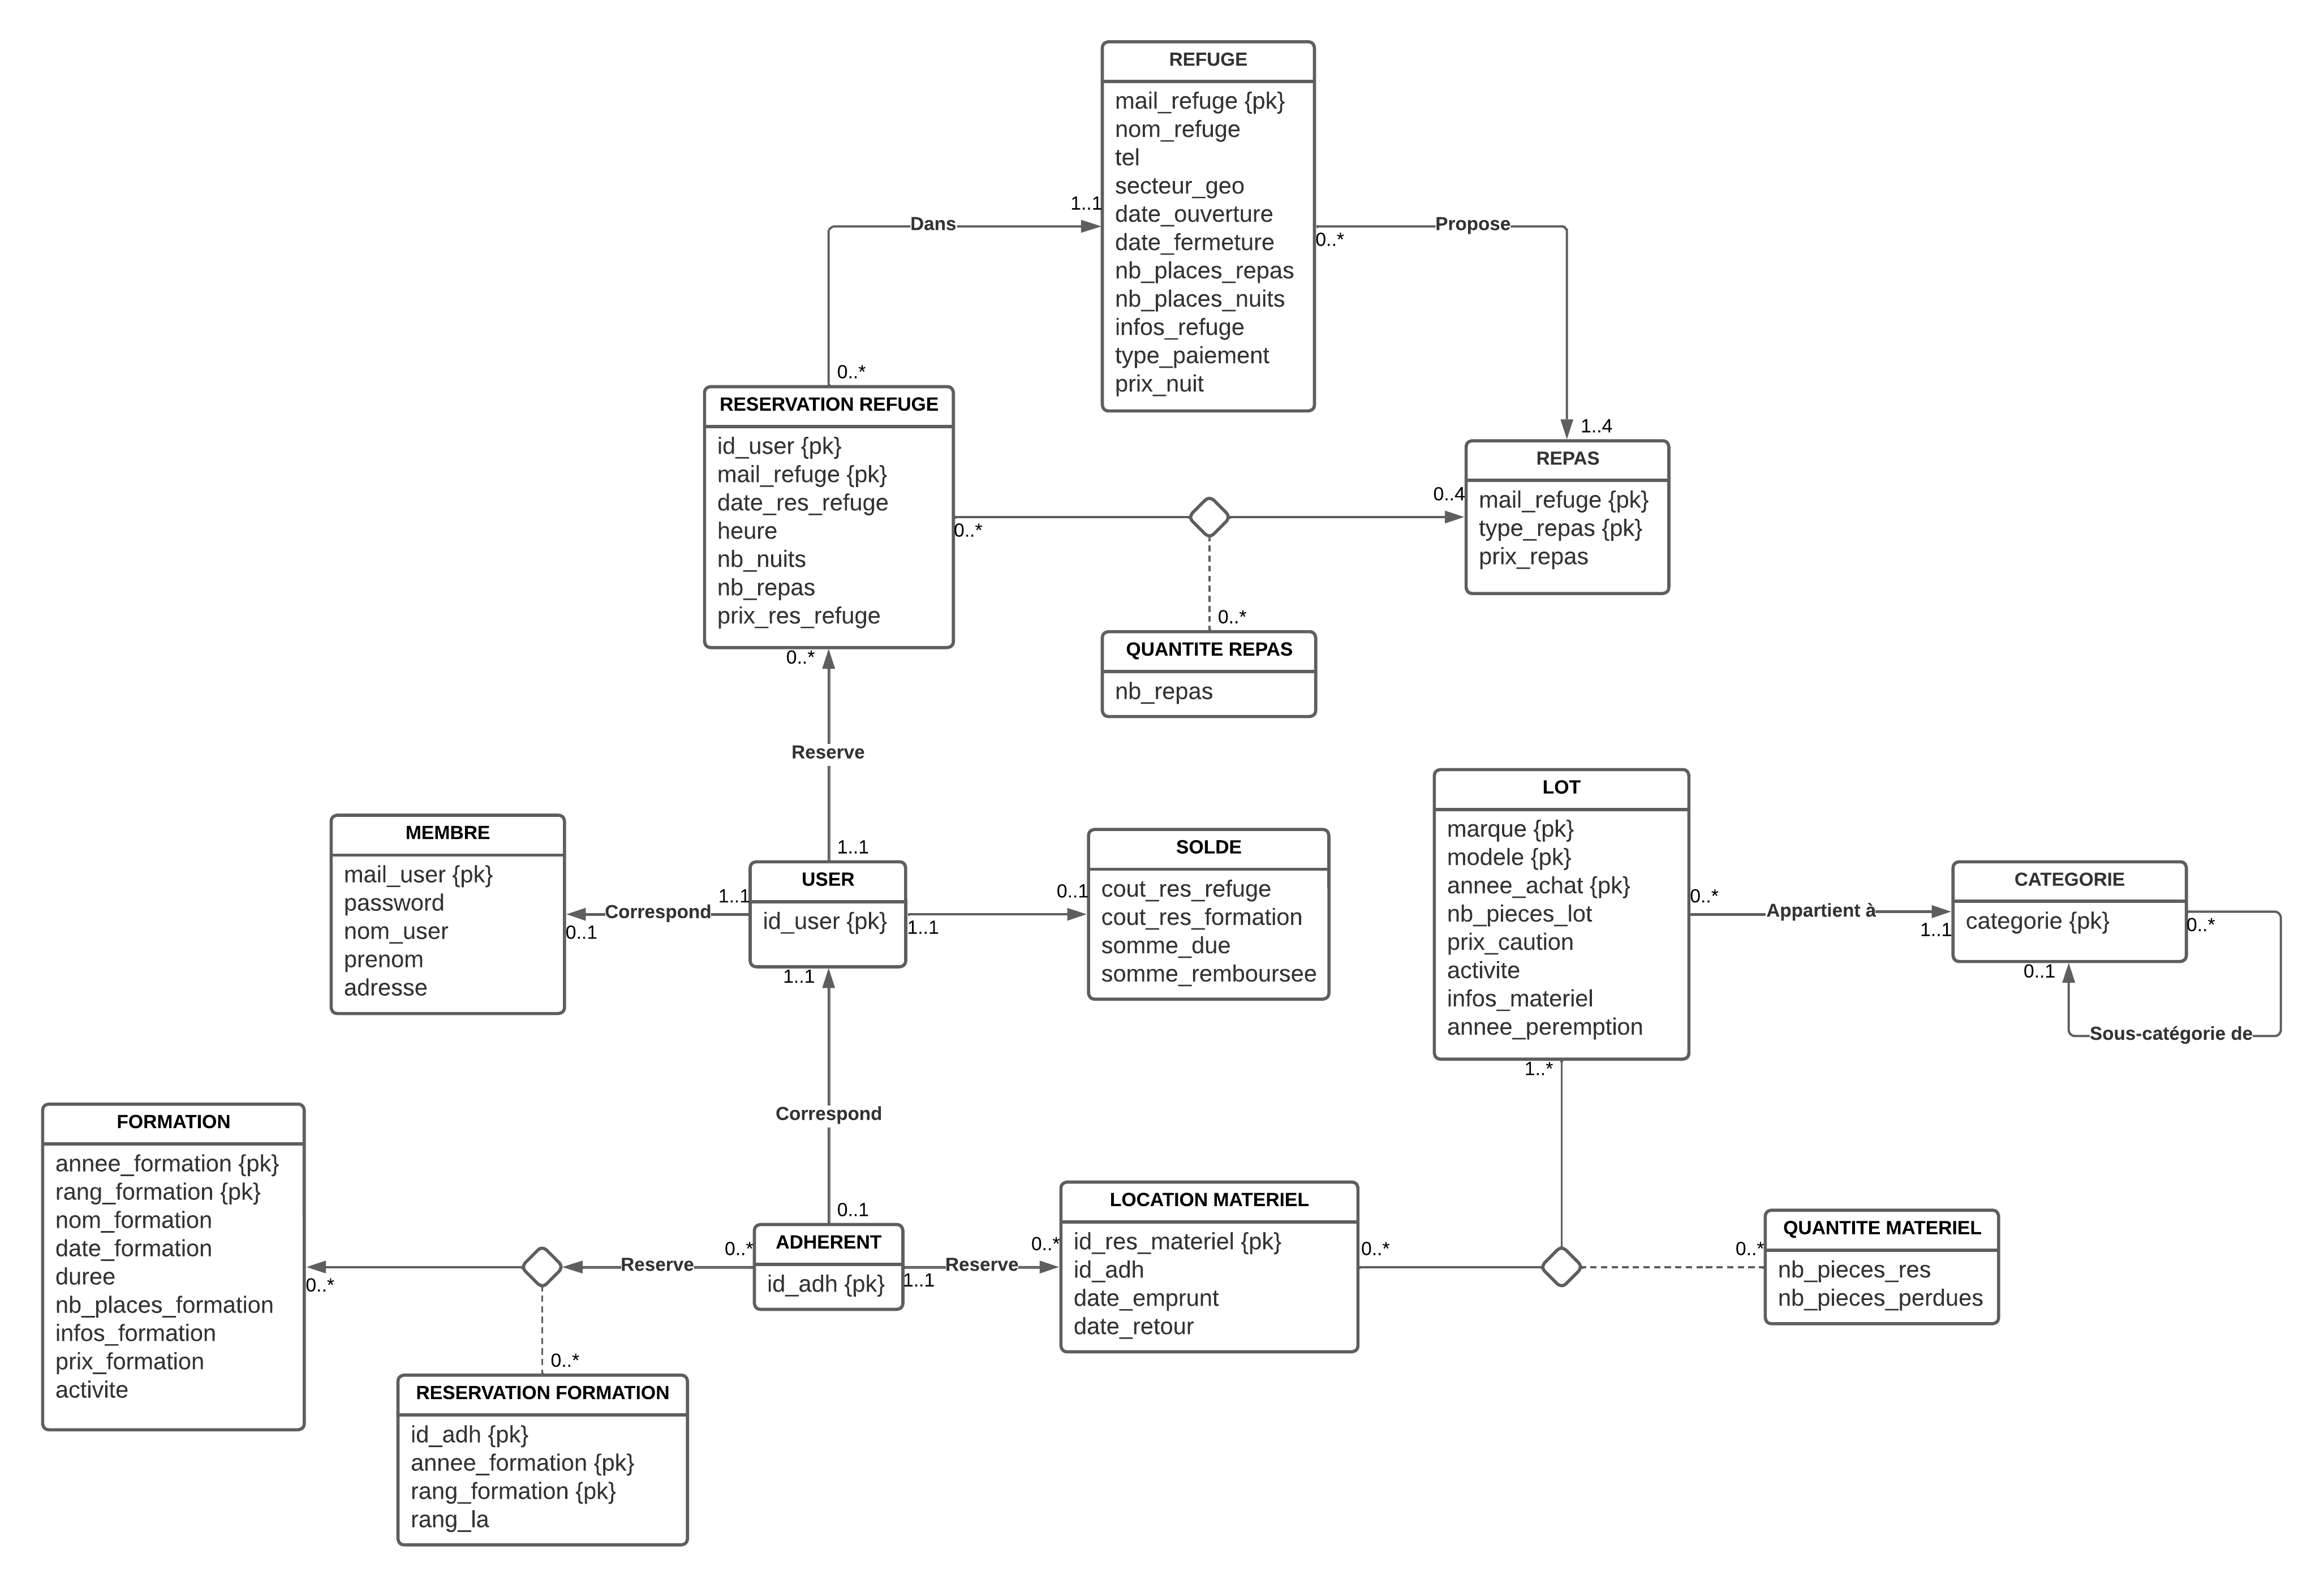 REFUGE
mail_refuge {pk}
nom_refuge
tel
secteur_geo
date_ouverture
date_fermeture
nb_places_repas
nb_places_nuits
infos_refuge
type_paiement
prix_nuit
1..1
Dans
0..*
0..*
Propose
1..4
RESERVATION REFUGE
id_user {pk}
mail_refuge {pk}
date_res_refuge
heure
nb_nuits
nb_repas
prix_res_refuge
0..*
0..4
REPAS
mail_refuge {pk}
type_repas {pk}
prix_repas
0..*
QUANTITE REPAS
nb_repas
0..*
Reserve
1..1
MEMBRE
mail_user {pk}
password
nom_user
prenom
adresse
0..1
Correspond
1..1
USER
id_user {pk}
1..1
0..1
SOLDE
cout_res_refuge
cout_res_formation
somme_due
somme_remboursee
LOT
marque {pk}
modele {pk}
annee_achat {pk}
nb_pieces_lot
prix_caution
activite
infos_materiel
annee_peremption
0..*
Appartient à
1..1
CATEGORIE
categorie {pk}
0..*
0..1
Sous-catégorie de
1..1
Correspond
0..1
1..*
FORMATION
annee_formation {pk}
rang_formation {pk}
nom_formation
date_formation
duree
nb_places_formation
infos_formation
prix_formation
activite
0..*
Reserve
0..*
ADHERENT
id_adh {pk}
1..1
Reserve
0..*
LOCATION MATERIEL
id_res_materiel {pk}
id_adh
date_emprunt
date_retour
0..*
0..*
QUANTITE MATERIEL
nb_pieces_res
nb_pieces_perdues
0..*
RESERVATION FORMATION
id_adh {pk}
annee_formation {pk}
rang_formation {pk}
rang_la